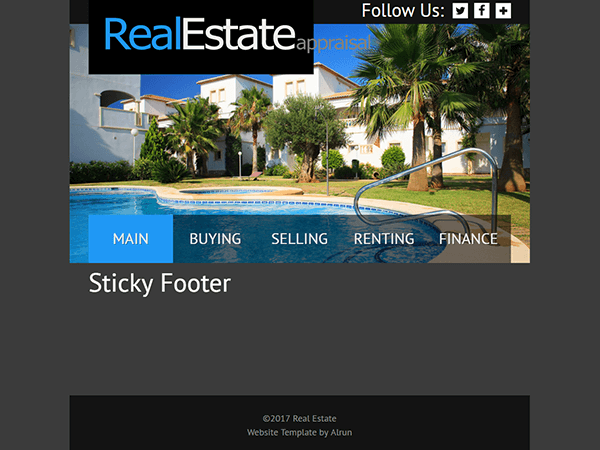 Follow Us:
RealEstate
appraisal
MAIN BUYING SELLING RENTING FINANCE
Sticky Footer
©2017 Real Estate
Website Template by Alrun